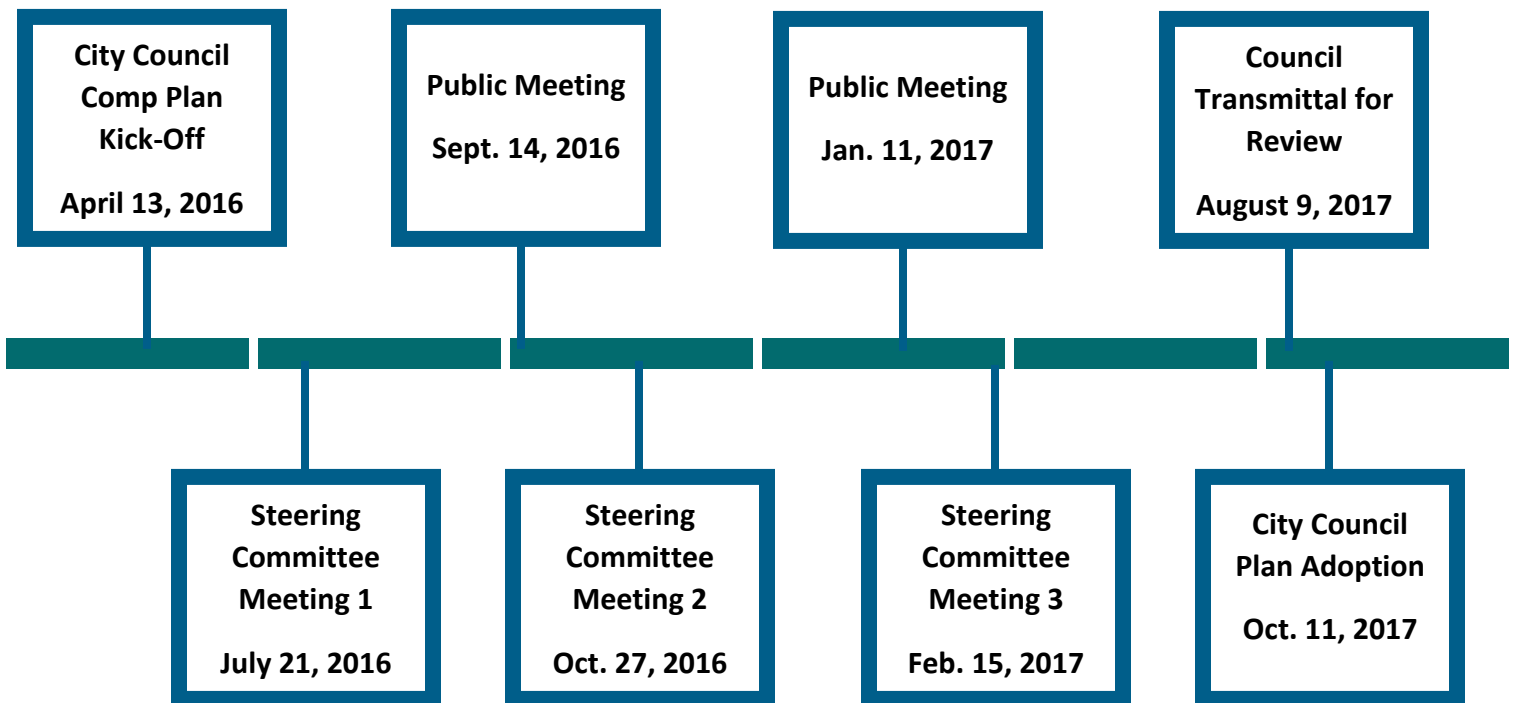 City Council
Comp Plan
Kick-Off
April 13, 2016
Public Meeting
Sept. 14, 2016
Public Meeting
Jan. 11, 2017
Council
Transmittal for
Review
August 9, 2017
Steering
Committee
Meeting 1
July 21, 2016
Steering
Committee
Meeting 2
Oct. 27, 2016
Steering
Committee
Meeting 3
Feb. 15, 2017
City Council
Plan Adoption
Oct. 11, 2017